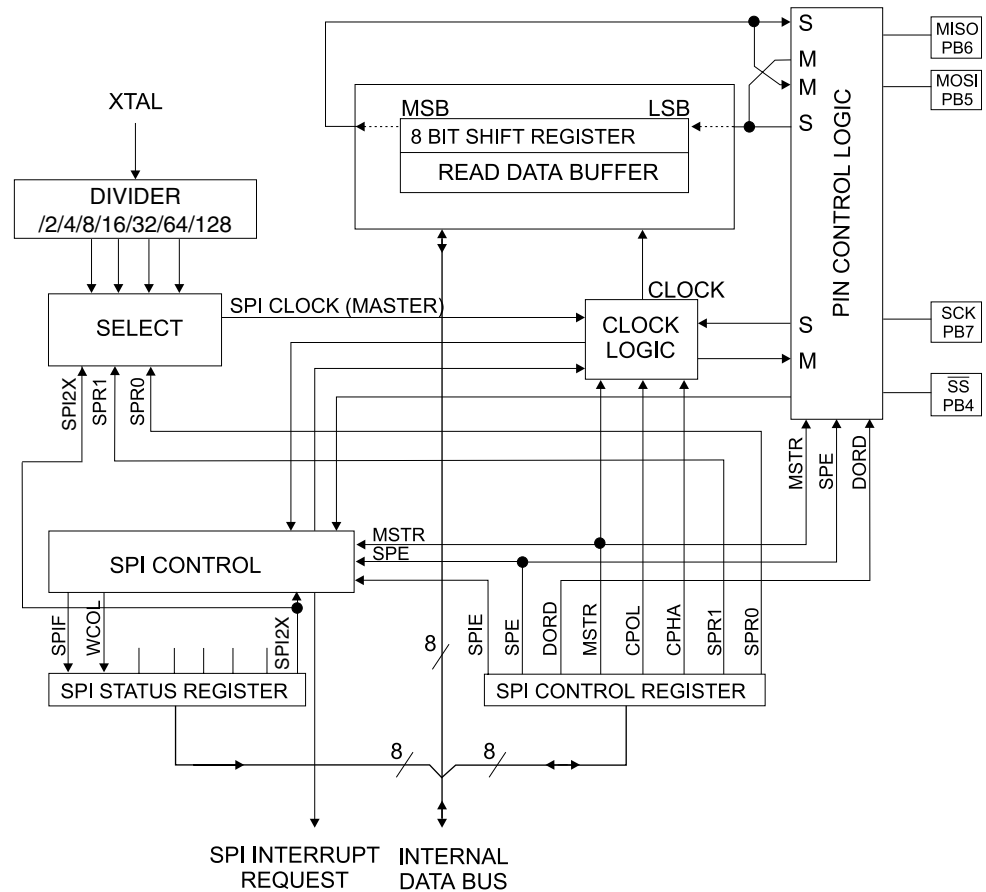 MISO
PB6
MOSI
PB5
S
M
M
S
PIN CONTROL LOGIC
XTAL
MSB
LSB
8 BIT SHIFT REGISTER
READ DATA BUFFER
DIVIDER
/2/4/8/16/32/64/128
SPI CLOCK (MASTER)
CLOCK
SELECT
CLOCK
LOGIC
S
M
SCK
PB7
SS
PB4
SPI2X
SPR1
SPR0
MSTR
SPE
DORD
MSTR
SPE
SPI CONTROL
SPIF
WCOL
SPI2X
8
SPIE
SPE
DORD
MSTR
CPOL
CPHA
SPR1
SPR0
SPI STATUS REGISTER
SPI CONTROL REGISTER
8
8
SPI INTERRUPT
REQUEST
INTERNAL
DATA BUS